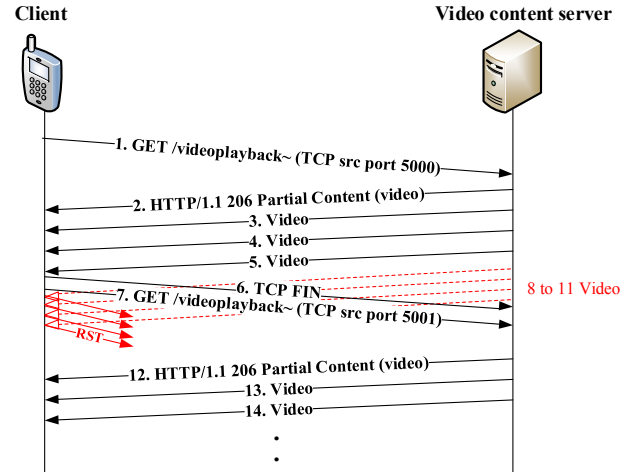 Client
Video content server
1. GET /videoplayback~ (TCP src port 5000)
2. HTTP/1.1 206 Partial Content (video)
3. Video
4. Video
5. Video
6. TCP FIN
8 to 11 Video
7. GET /videoplayback~ (TCP src port 5001)
RST
12. HTTP/1.1 206 Partial Content (video)
13. Video
14. Video